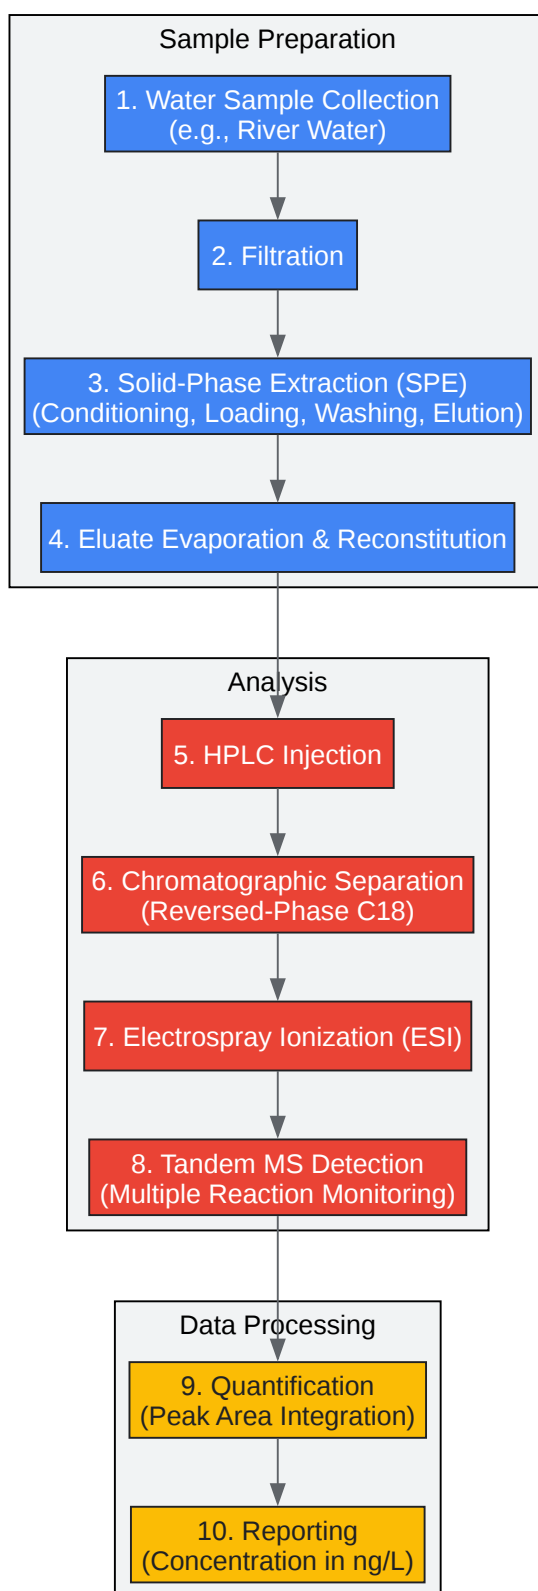 Sample Preparation
1. Water Sample Collection
(e.g., River Water)
2. Filtration
3. Solid-Phase Extraction (SPE)
(Conditioning, Loading, Washing, Elution)
4. Eluate Evaporation & Reconstitution
Analysis
5. HPLC Injection
6. Chromatographic Separation
(Reversed-Phase C18)
7. Electrospray Ionization (ESI)
8. Tandem MS Detection
(Multiple Reaction Monitoring)
Data Processing
9. Quantification
(Peak Area Integration)
10. Reporting
(Concentration in ng/L)